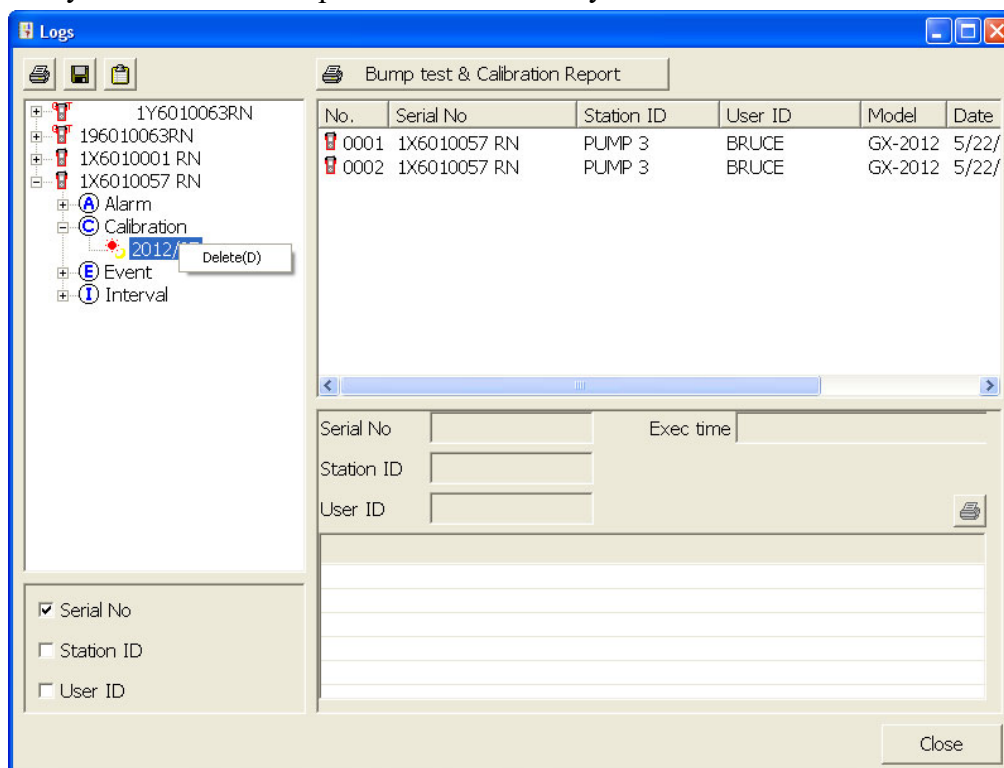 Logs
Bump test & Calibration Report
1Y6010063RN
196010063RN
1X6010001 RN
1X6010057 RN
A Alarm
C Calibration
2012/
Delete(D)
E Event
I Interval
No. Serial No Station ID User ID Model Date
0001 1X6010057 RN PUMP 3 BRUCE GX-2012 5/22/
0002 1X6010057 RN PUMP 3 BRUCE GX-2012 5/22/
Serial No Exec time
Station ID
User ID
Serial No
Station ID
User ID
Close